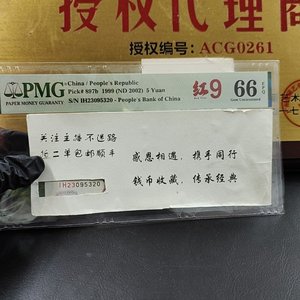 授权代理商
授权编号：ACG0261
PMG
PAPER MONEY GUARANTY
China / People's Republic
Pick# 897b 1999 (ND 2002) 5 Yuan
S/N IH23095320 - People's Bank of China
红9
66 EPQ
Gem Uncirculated
关注主播不迷路
任二单包邮顺丰
感恩相遇，携手同行
钱币收藏，传承经典
IH23095320